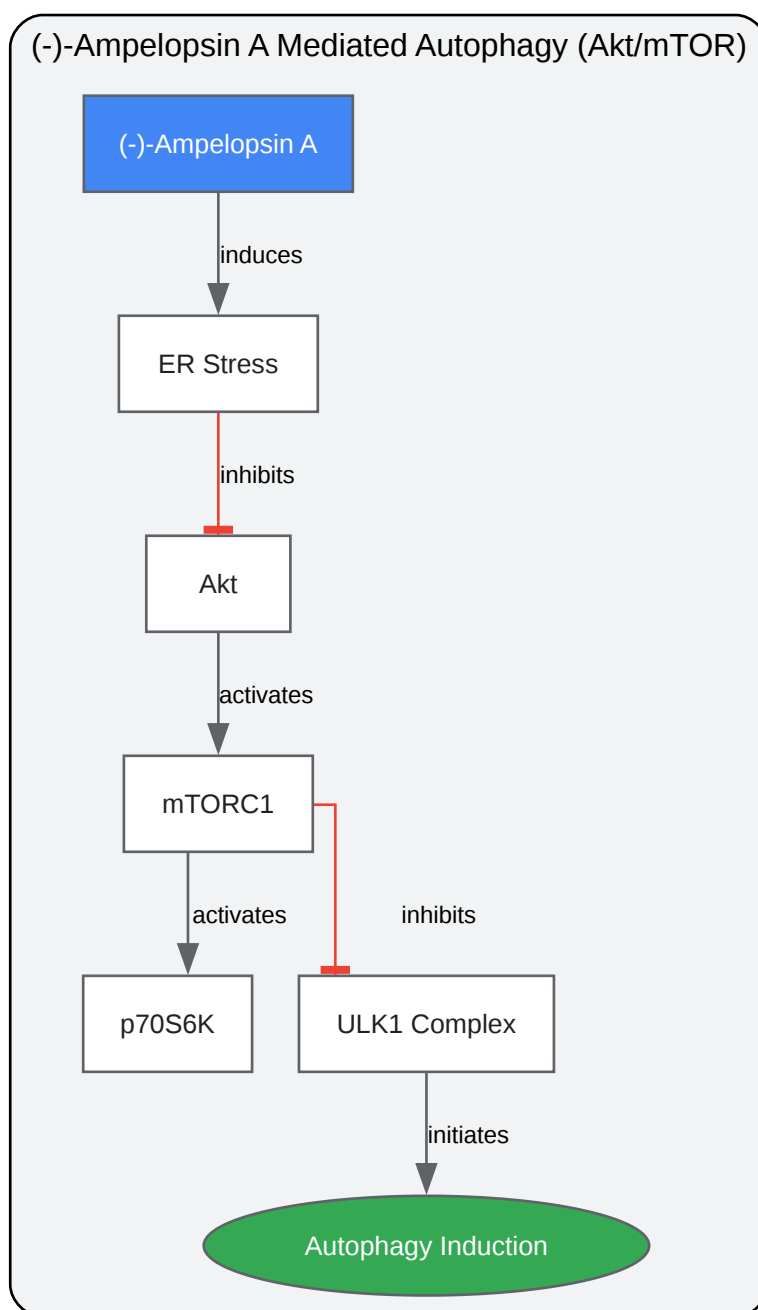 (-)-Ampelopsin A Mediated Autophagy (Akt/mTOR)
(-)-Ampelopsin A
induces
ER Stress
inhibits
Akt
activates
mTORC1
activates
inhibits
p70S6K
ULK1 Complex
initiates
Autophagy Induction